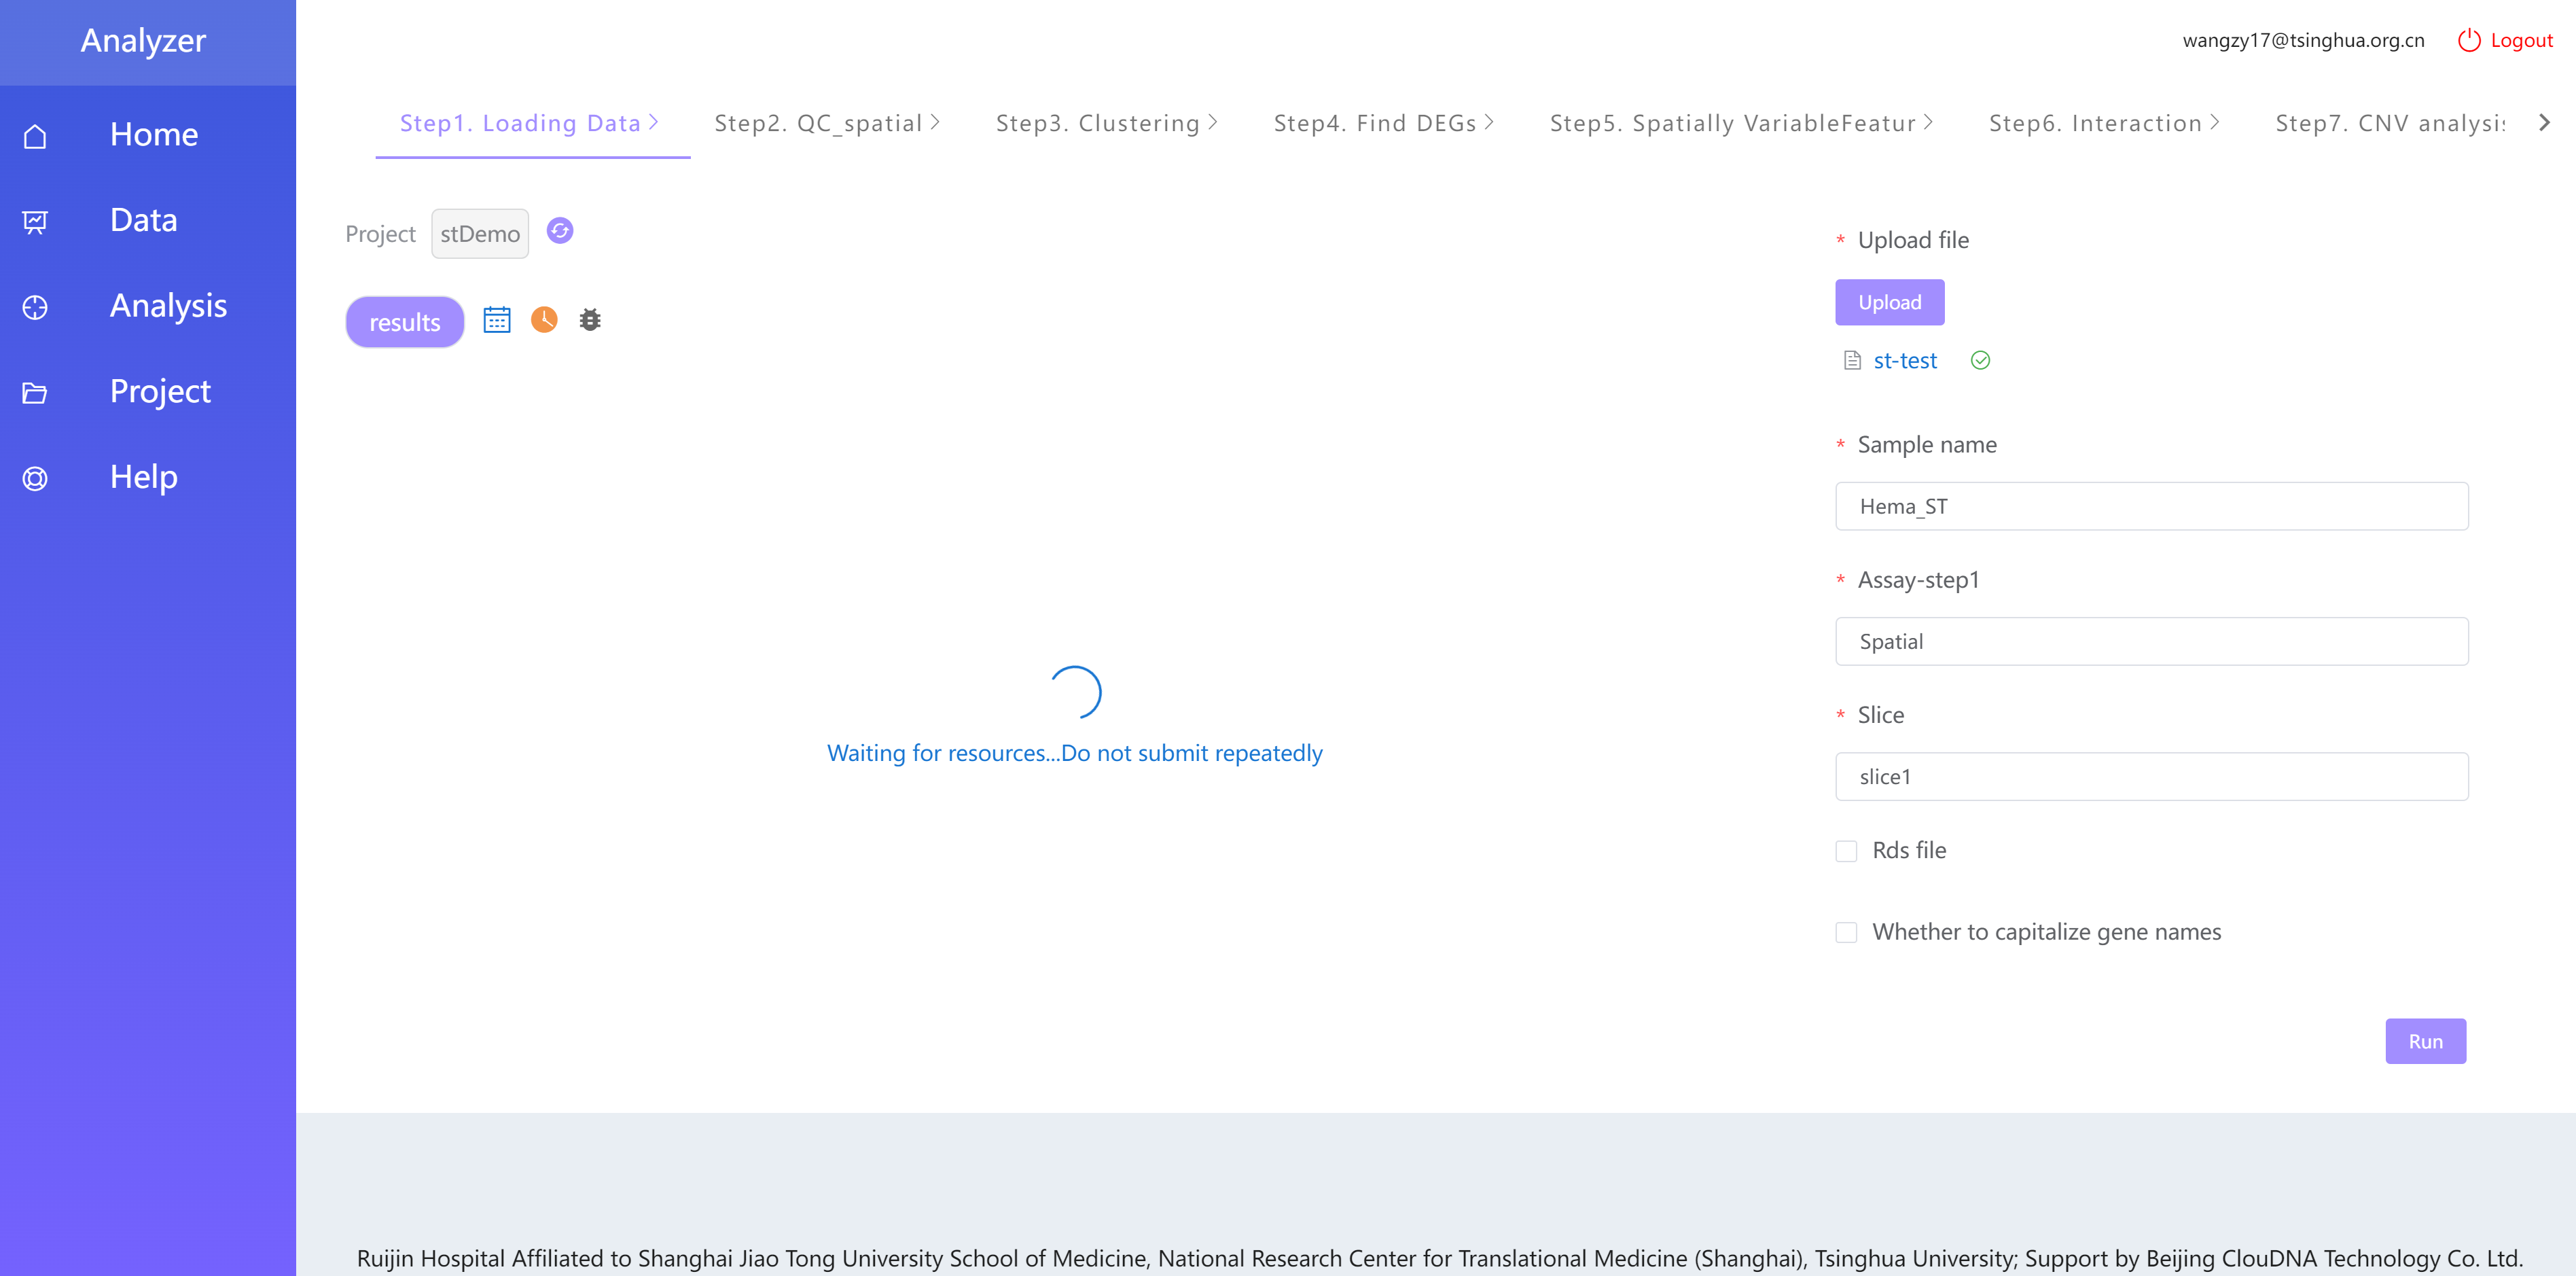 Analyzer
wangzy17@tsinghua.org.cn Logout
Home
Data
Analysis
Project
Help
Step1. Loading Data Step2. QC_spatial Step3. Clustering Step4. Find DEGs Step5. Spatially VariableFeatur Step6. Interaction Step7. CNV analysis
Project stDemo
results
Waiting for resources...Do not submit repeatedly
* Upload file
Upload
st-test
* Sample name
Hema_ST
* Assay-step1
Spatial
* Slice
slice1
Rds file
Whether to capitalize gene names
Run
Ruijin Hospital Affiliated to Shanghai Jiao Tong University School of Medicine, National Research Center for Translational Medicine (Shanghai), Tsinghua University; Support by Beijing ClouDNA Technology Co. Ltd.